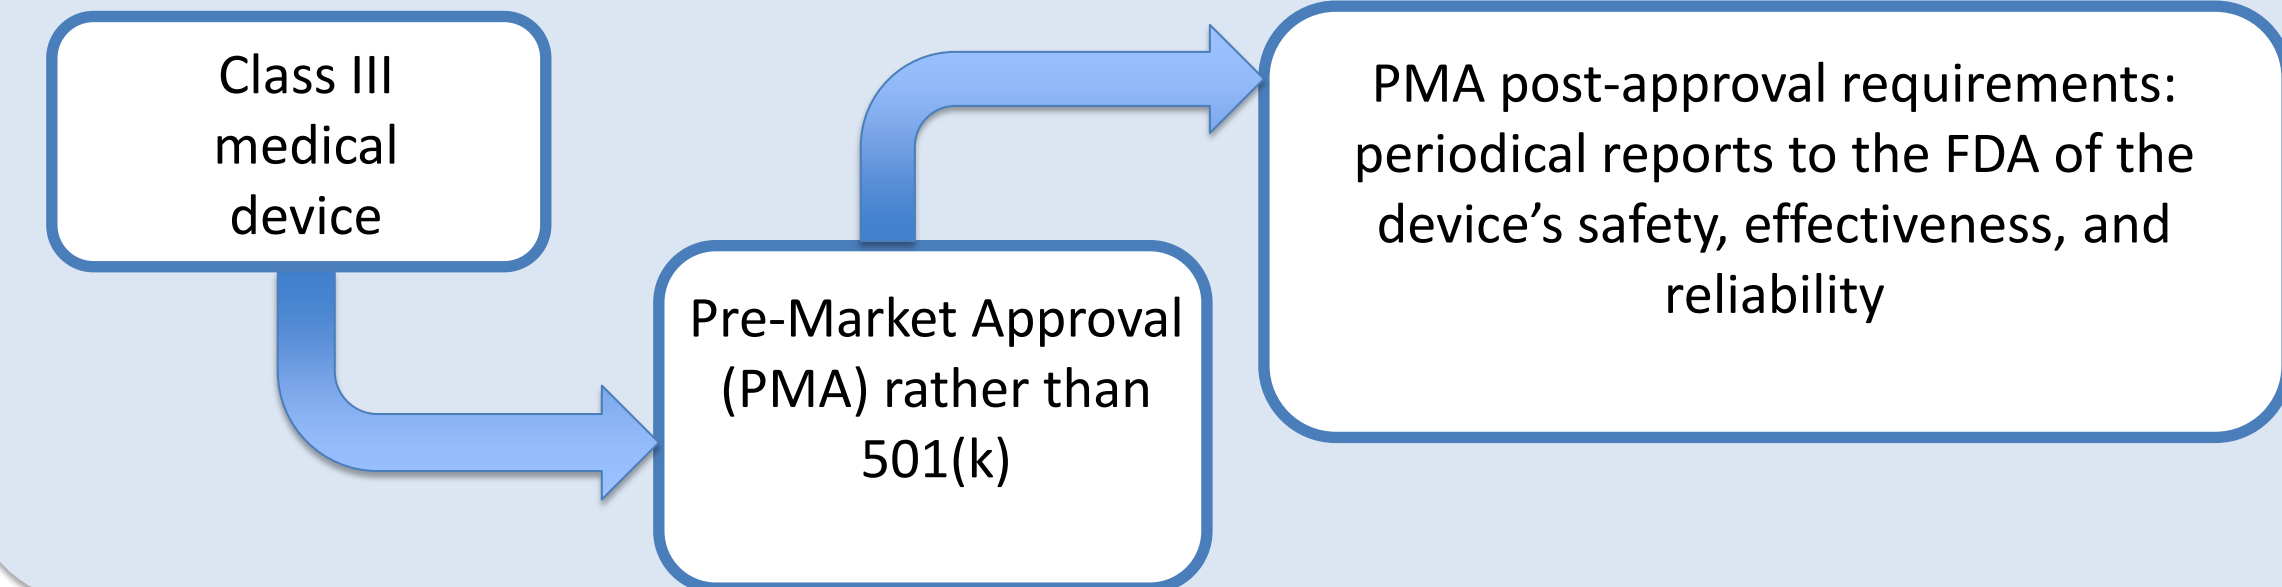 Class III
medical
device
Pre-Market Approval
(PMA) rather than
501(k)
PMA post-approval requirements:
periodical reports to the FDA of the
device’s safety, effectiveness, and
reliability